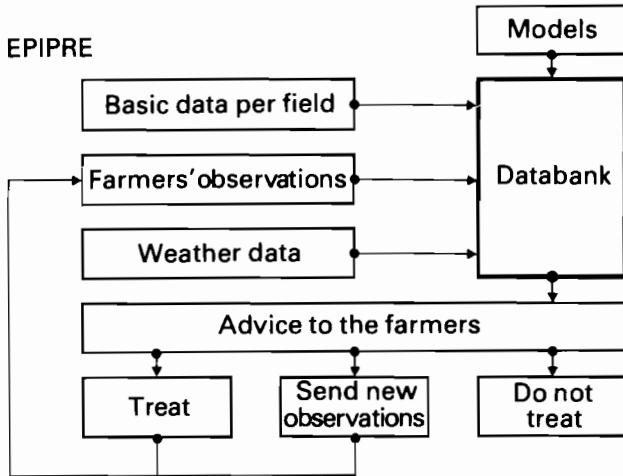 EPIPRE
Models
Basic data per field
Farmers' observations
Databank
Weather data
Advice to the farmers
Treat
Send new
observations
Do not
treat